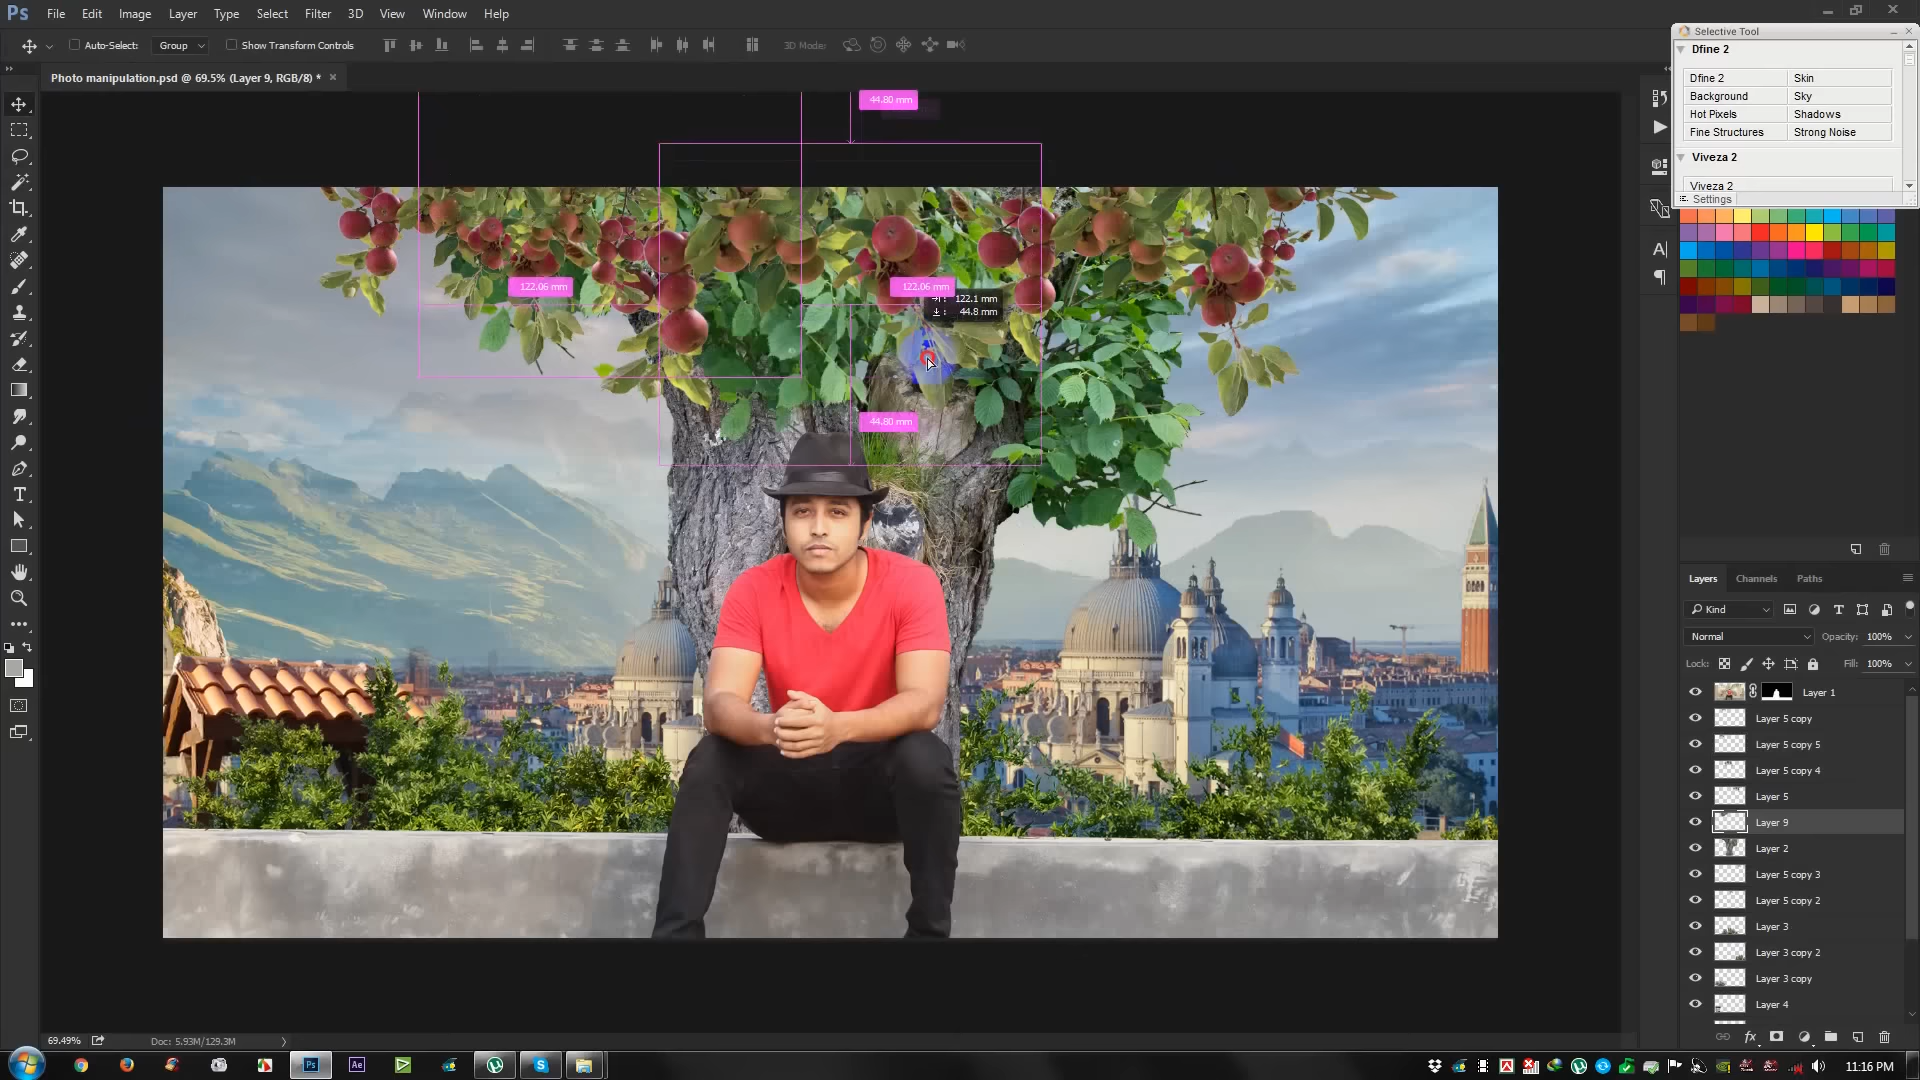 Ps File Edit Image Layer Type Select Filter 3D View Window Help
Auto-Select: Group Show Transform Controls 3D Mode:
Photo manipulation.psd @ 69.5% (Layer 9, RGB/8) * ×
Selective Tool
Dfine 2
Dfine 2 Skin
Background Sky
Hot Pixels Shadows
Fine Structures Strong Noise
Viveza 2
Viveza 2
Settings
44.80 mm
122.06 mm
122.06 mm
122.1 mm
44.8 mm
44.80 mm
Layers Channels Paths
Kind
Normal Opacity: 100%
Lock: Fill: 100%
Layer 1
Layer 5 copy
Layer 5 copy 5
Layer 5 copy 4
Layer 5
Layer 9
Layer 2
Layer 5 copy 3
Layer 5 copy 2
Layer 3
Layer 3 copy 2
Layer 3 copy
Layer 4
fx
69.49% Doc: 5.93M/129.3M
Ps Ae
11:16 PM